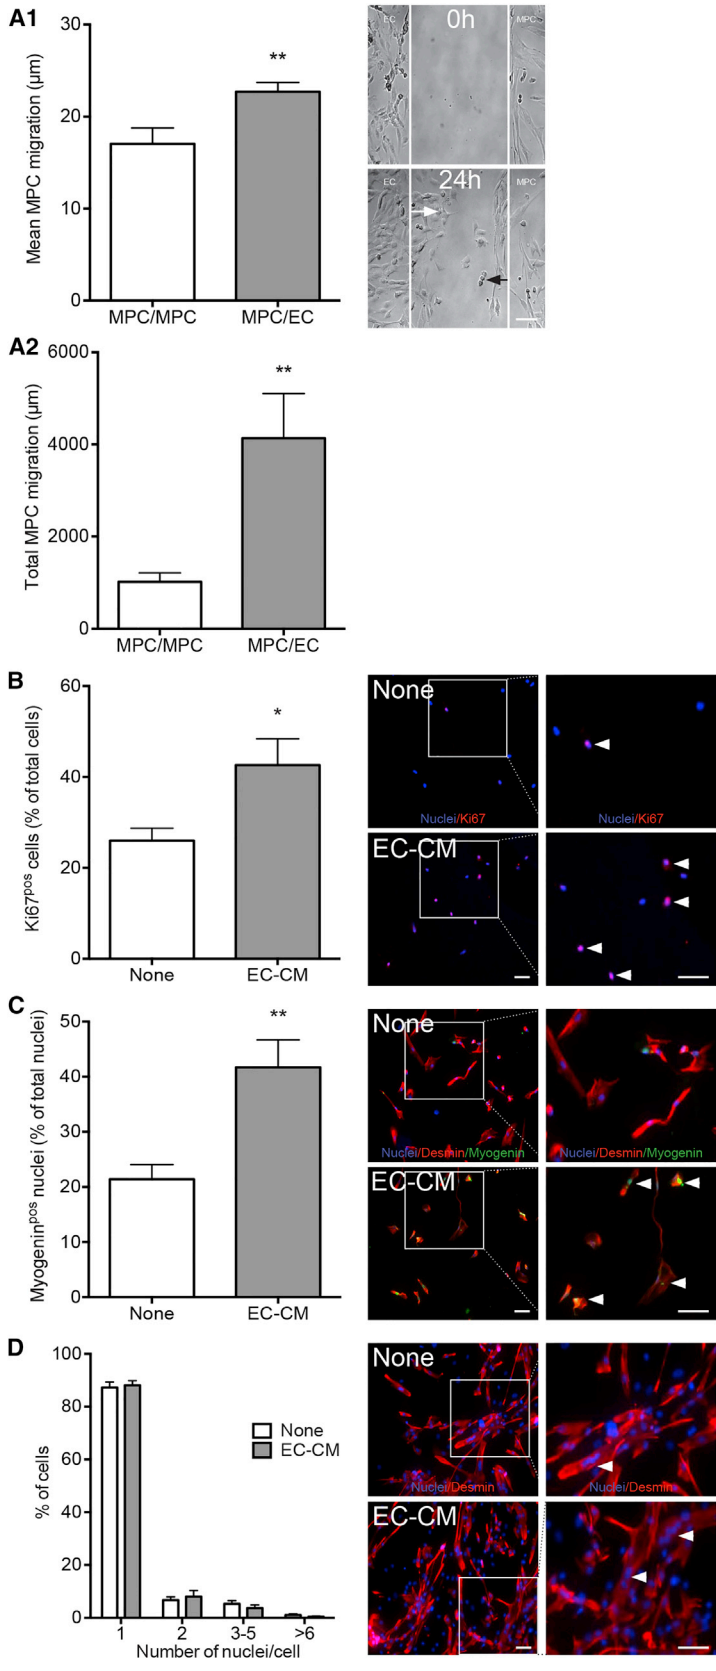 A1
Mean MPC migration (µm)
30
20
10
0
**
MPC/MPC
MPC/EC
EC
0h
MPC
EC
24h
MPC
A2
Total MPC migration (µm)
6000
4000
2000
0
**
MPC/MPC
MPC/EC
B
Ki67pos cells (% of total cells)
60
40
20
0
*
None
EC-CM
None
Nuclei/Ki67
Nuclei/Ki67
EC-CM
C
Myogeninpos nuclei (% of total nuclei)
50
40
30
20
10
0
**
None
EC-CM
None
Nuclei/Desmin/Myogenin
Nuclei/Desmin/Myogenin
EC-CM
D
% of cells
100
80
60
40
20
0
None
EC-CM
1
2
3-5
>6
Number of nuclei/cell
None
Nuclei/Desmin
Nuclei/Desmin
EC-CM